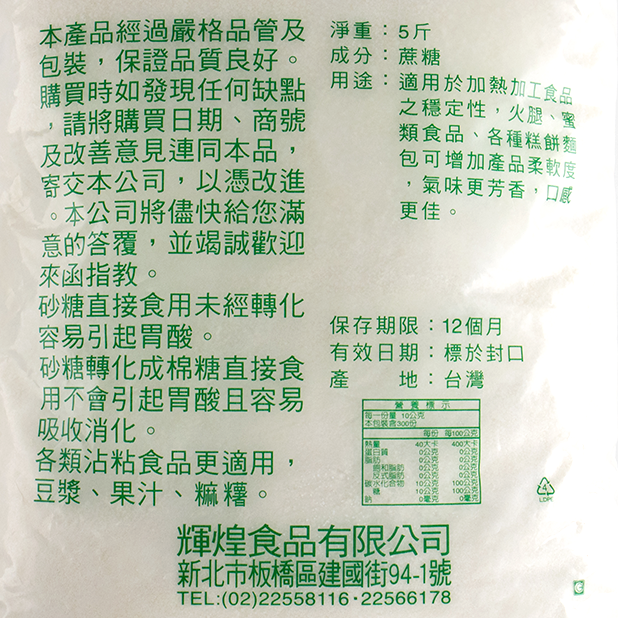 本產品經過嚴格品管及
包裝，保證品質良好。
購買時如發現任何缺點
，請將購買日期、商號
及改善意見連同本品，
寄交本公司，以憑改進
。本公司將儘快給您滿
意的答覆，並竭誠歡迎
來函指教。
砂糖直接食用未經轉化
容易引起胃酸。
砂糖轉化成棉糖直接食
用不會引起胃酸且容易
吸收消化。
各類沾粘食品更適用，
豆漿、果汁、麻糬。
淨重：5斤
成分：蔗糖
用途：適用於加熱加工食品
之穩定性，火腿、蜜
類食品、各種糕餅麵
包可增加產品柔軟度
，氣味更芳香，口感
更佳。
保存期限：12個月
有效日期：標於封口
產 地：台灣
營養標示
每一份量 10公克
本包裝含300份
每份 每100公克
熱量 40大卡 400大卡
蛋白質 0公克 0公克
脂肪 0公克 0公克
飽和脂肪 0公克 0公克
反式脂肪 0公克 0公克
碳水化合物 10公克 100公克
糖 10公克 100公克
鈉 0毫克 0毫克
4
LDPE
輝煌食品有限公司
新北市板橋區建國街94-1號
TEL:(02)22558116·22566178